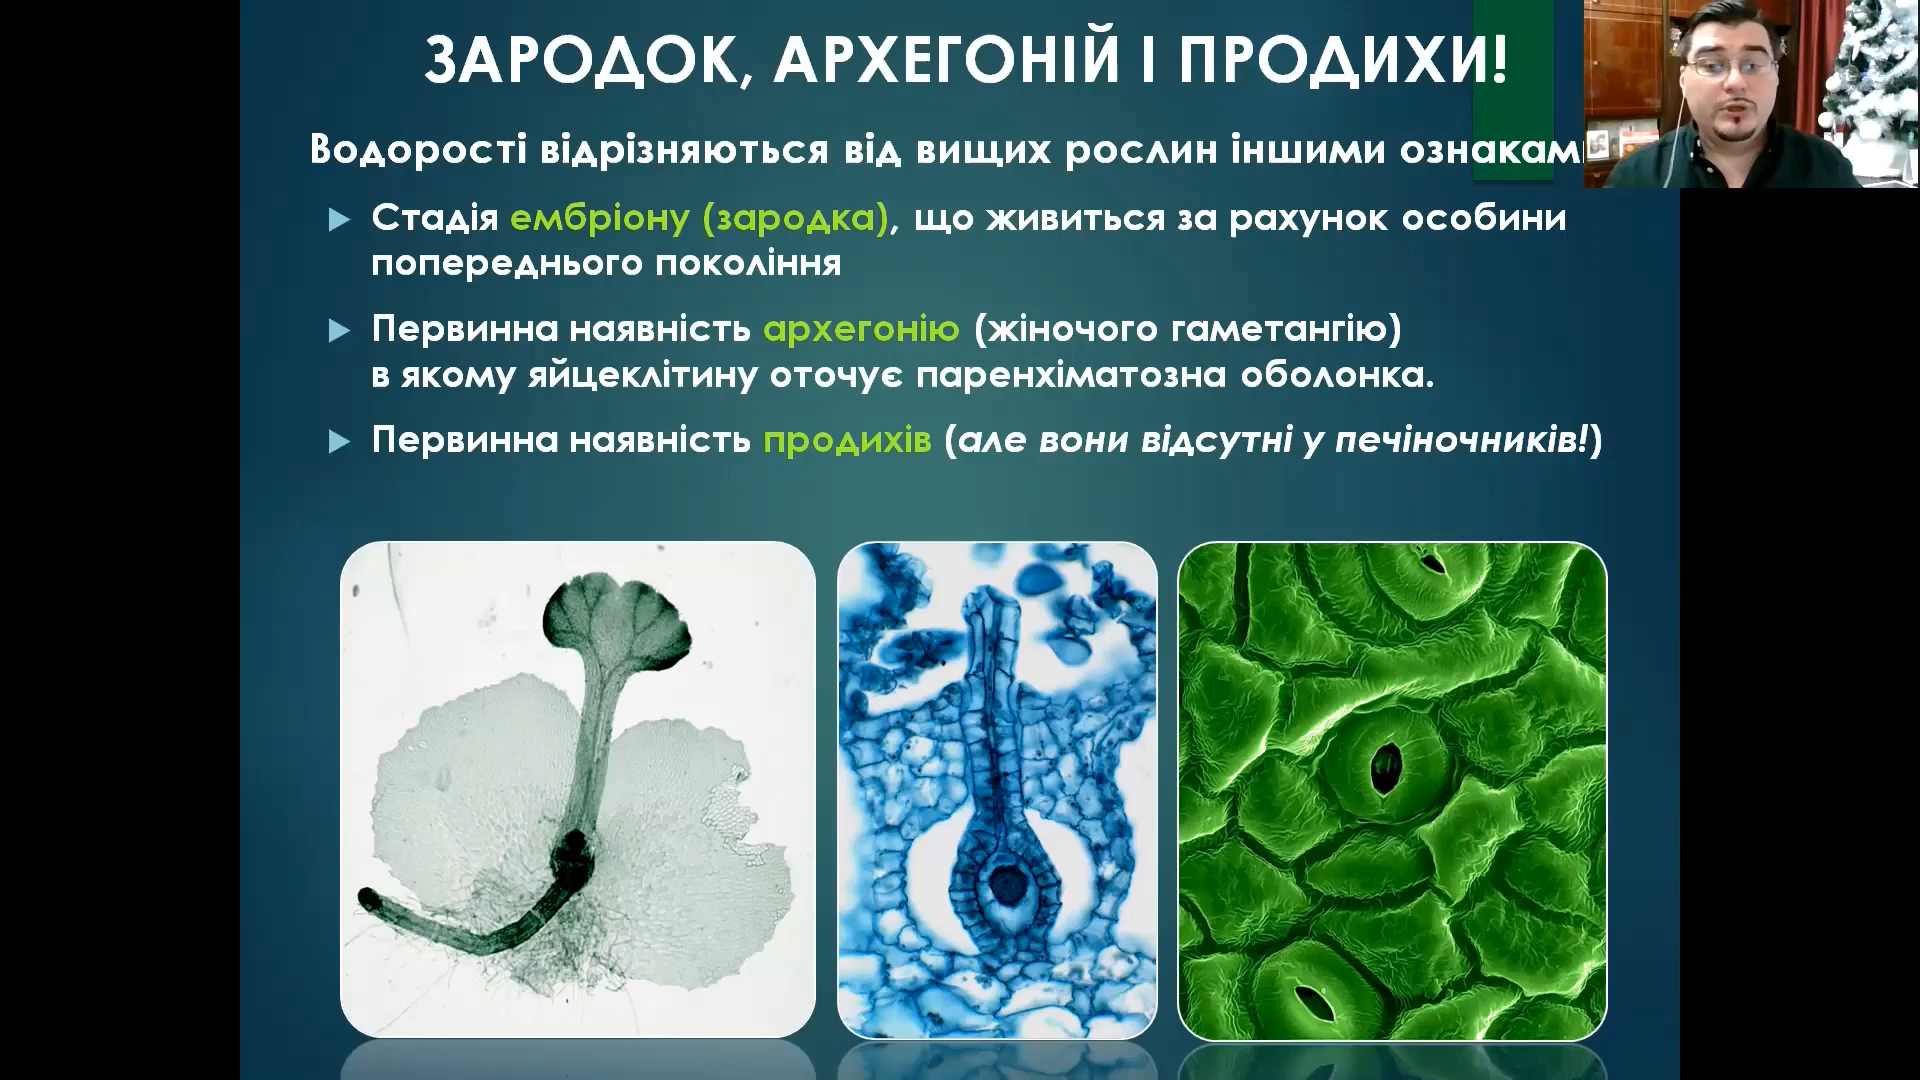 ЗАРОДОК, АРХЕГОНІЙ І ПРОДИХИ!
Водорості відрізняються від вищих рослин іншими ознакам
Стадія ембріону (зародка), що живиться за рахунок особини
попереднього покоління
Первинна наявність архегонію (жіночого гаметангію)
в якому яйцеклітину оточує паренхіматозна оболонка.
Первинна наявність продихів (але вони відсутні у печіночників!)